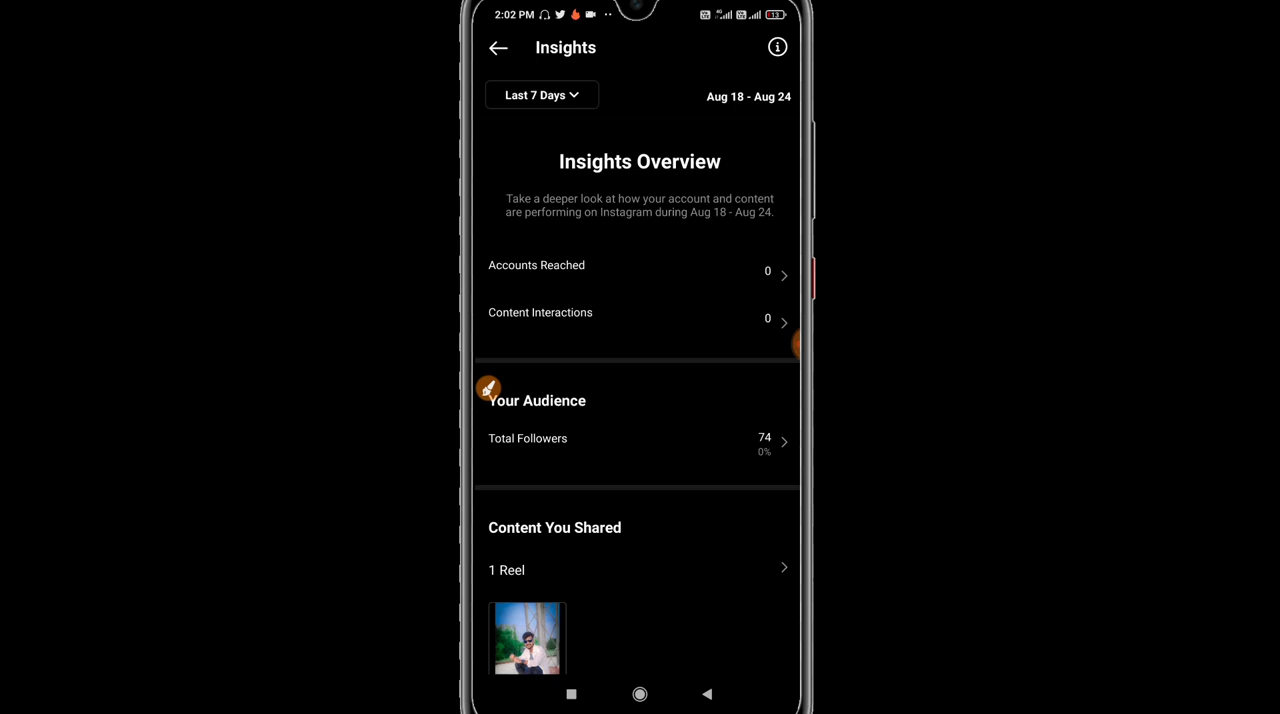 2:02 PM
13
Insights
Last 7 Days
Aug 18 - Aug 24
Insights Overview
Take a deeper look at how your account and content
are performing on Instagram during Aug 18 - Aug 24.
Accounts Reached
0
Content Interactions
0
Your Audience
Total Followers
74
0%
Content You Shared
1 Reel